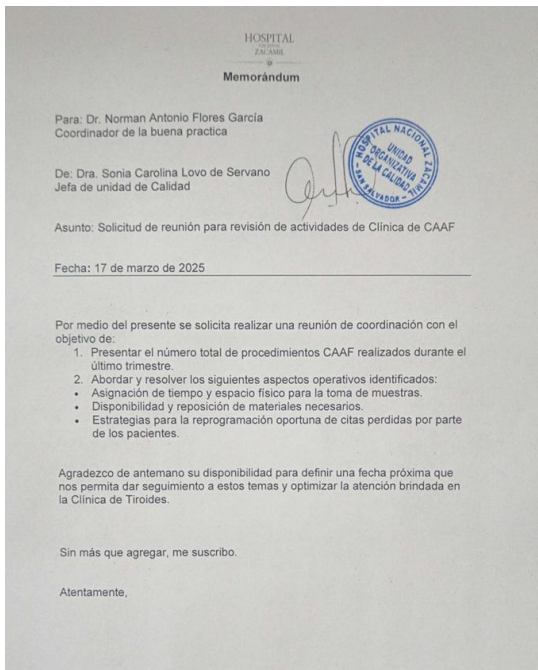 HOSPITAL
NACIONAL
ZACAMIL
Memorándum
Para: Dr. Norman Antonio Flores García
Coordinador de la buena practica
De: Dra. Sonia Carolina Lovo de Servano
Jefa de unidad de Calidad
HOSPITAL NACIONAL ZACAMIL
UNIDAD
ORGANIZATIVA
DE LA CALIDAD
SAN SALVADOR
Asunto: Solicitud de reunión para revisión de actividades de Clínica de CAAF
Fecha: 17 de marzo de 2025
Por medio del presente se solicita realizar una reunión de coordinación con el
objetivo de:
1. Presentar el número total de procedimientos CAAF realizados durante el
último trimestre.
2. Abordar y resolver los siguientes aspectos operativos identificados:
• Asignación de tiempo y espacio físico para la toma de muestras.
• Disponibilidad y reposición de materiales necesarios.
• Estrategias para la reprogramación oportuna de citas perdidas por parte
de los pacientes.
Agradezco de antemano su disponibilidad para definir una fecha próxima que
nos permita dar seguimiento a estos temas y optimizar la atención brindada en
la Clínica de Tiroides.
Sin más que agregar, me suscribo.
Atentamente,